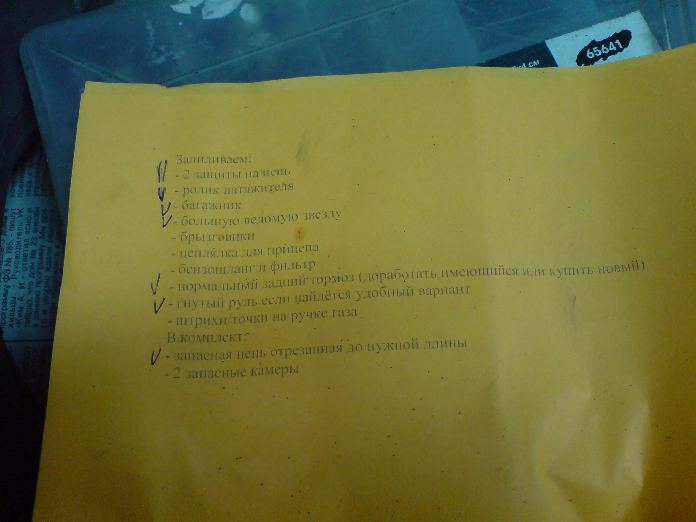 65641
см
Запиливаем:
- 2 защиты на цепь
- ролик натяжителя
- багажник
- большую ведомую звезду
- брызговики
- цеплялка для прицепа
- бензошланг и фильтр
- нормальный задний тормоз (доработать имеющийся или купить новый)
- гнутый руль если найдётся удобный вариант
- штрихи/точки на ручке газа
В комплект:
- запасная цепь отрезанная до нужной длины
- 2 запасные камеры